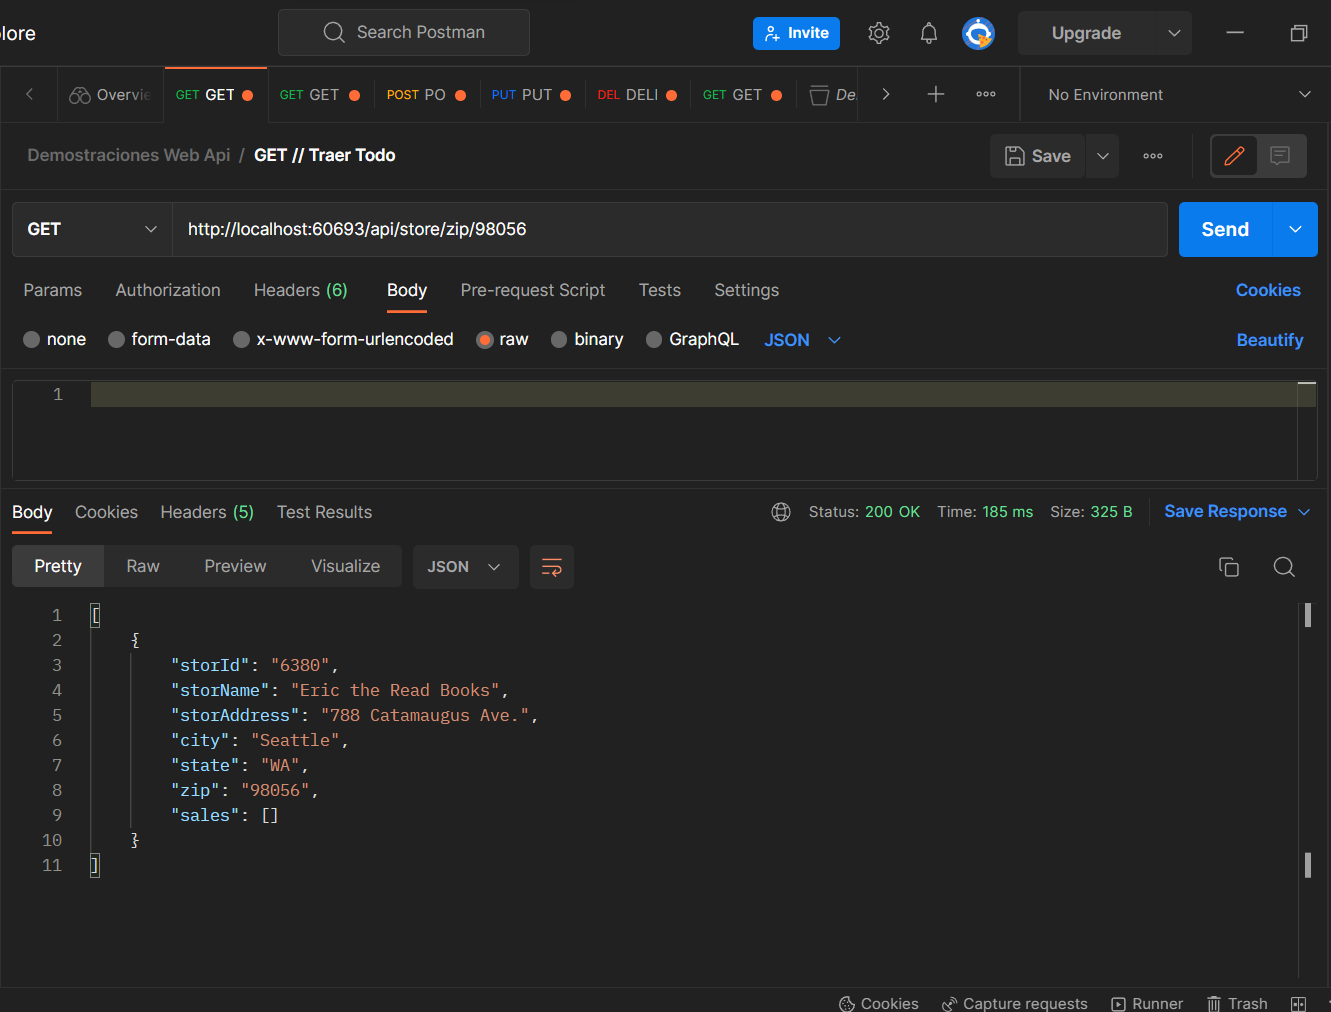 lore Search Postman Invite Upgrade
Overvie GET GET GET GET POST PO PUT PUT DEL DELI GET GET De. No Environment
Demostraciones Web Api / GET // Traer Todo Save
GET http://localhost:60693/api/store/zip/98056 Send
Params Authorization Headers (6) Body Pre-request Script Tests Settings Cookies
none form-data x-www-form-urlencoded raw binary GraphQL JSON Beautify
1
Body Cookies Headers (5) Test Results Status: 200 OK Time: 185 ms Size: 325 B Save Response
Pretty Raw Preview Visualize JSON
1 [
2 {
3 "storId": "6380",
4 "storName": "Eric the Read Books",
5 "storAddress": "788 Catamaugus Ave.",
6 "city": "Seattle",
7 "state": "WA",
8 "zip": "98056",
9 "sales": []
10 }
11 ]
Cookies Capture requests Runner Trash